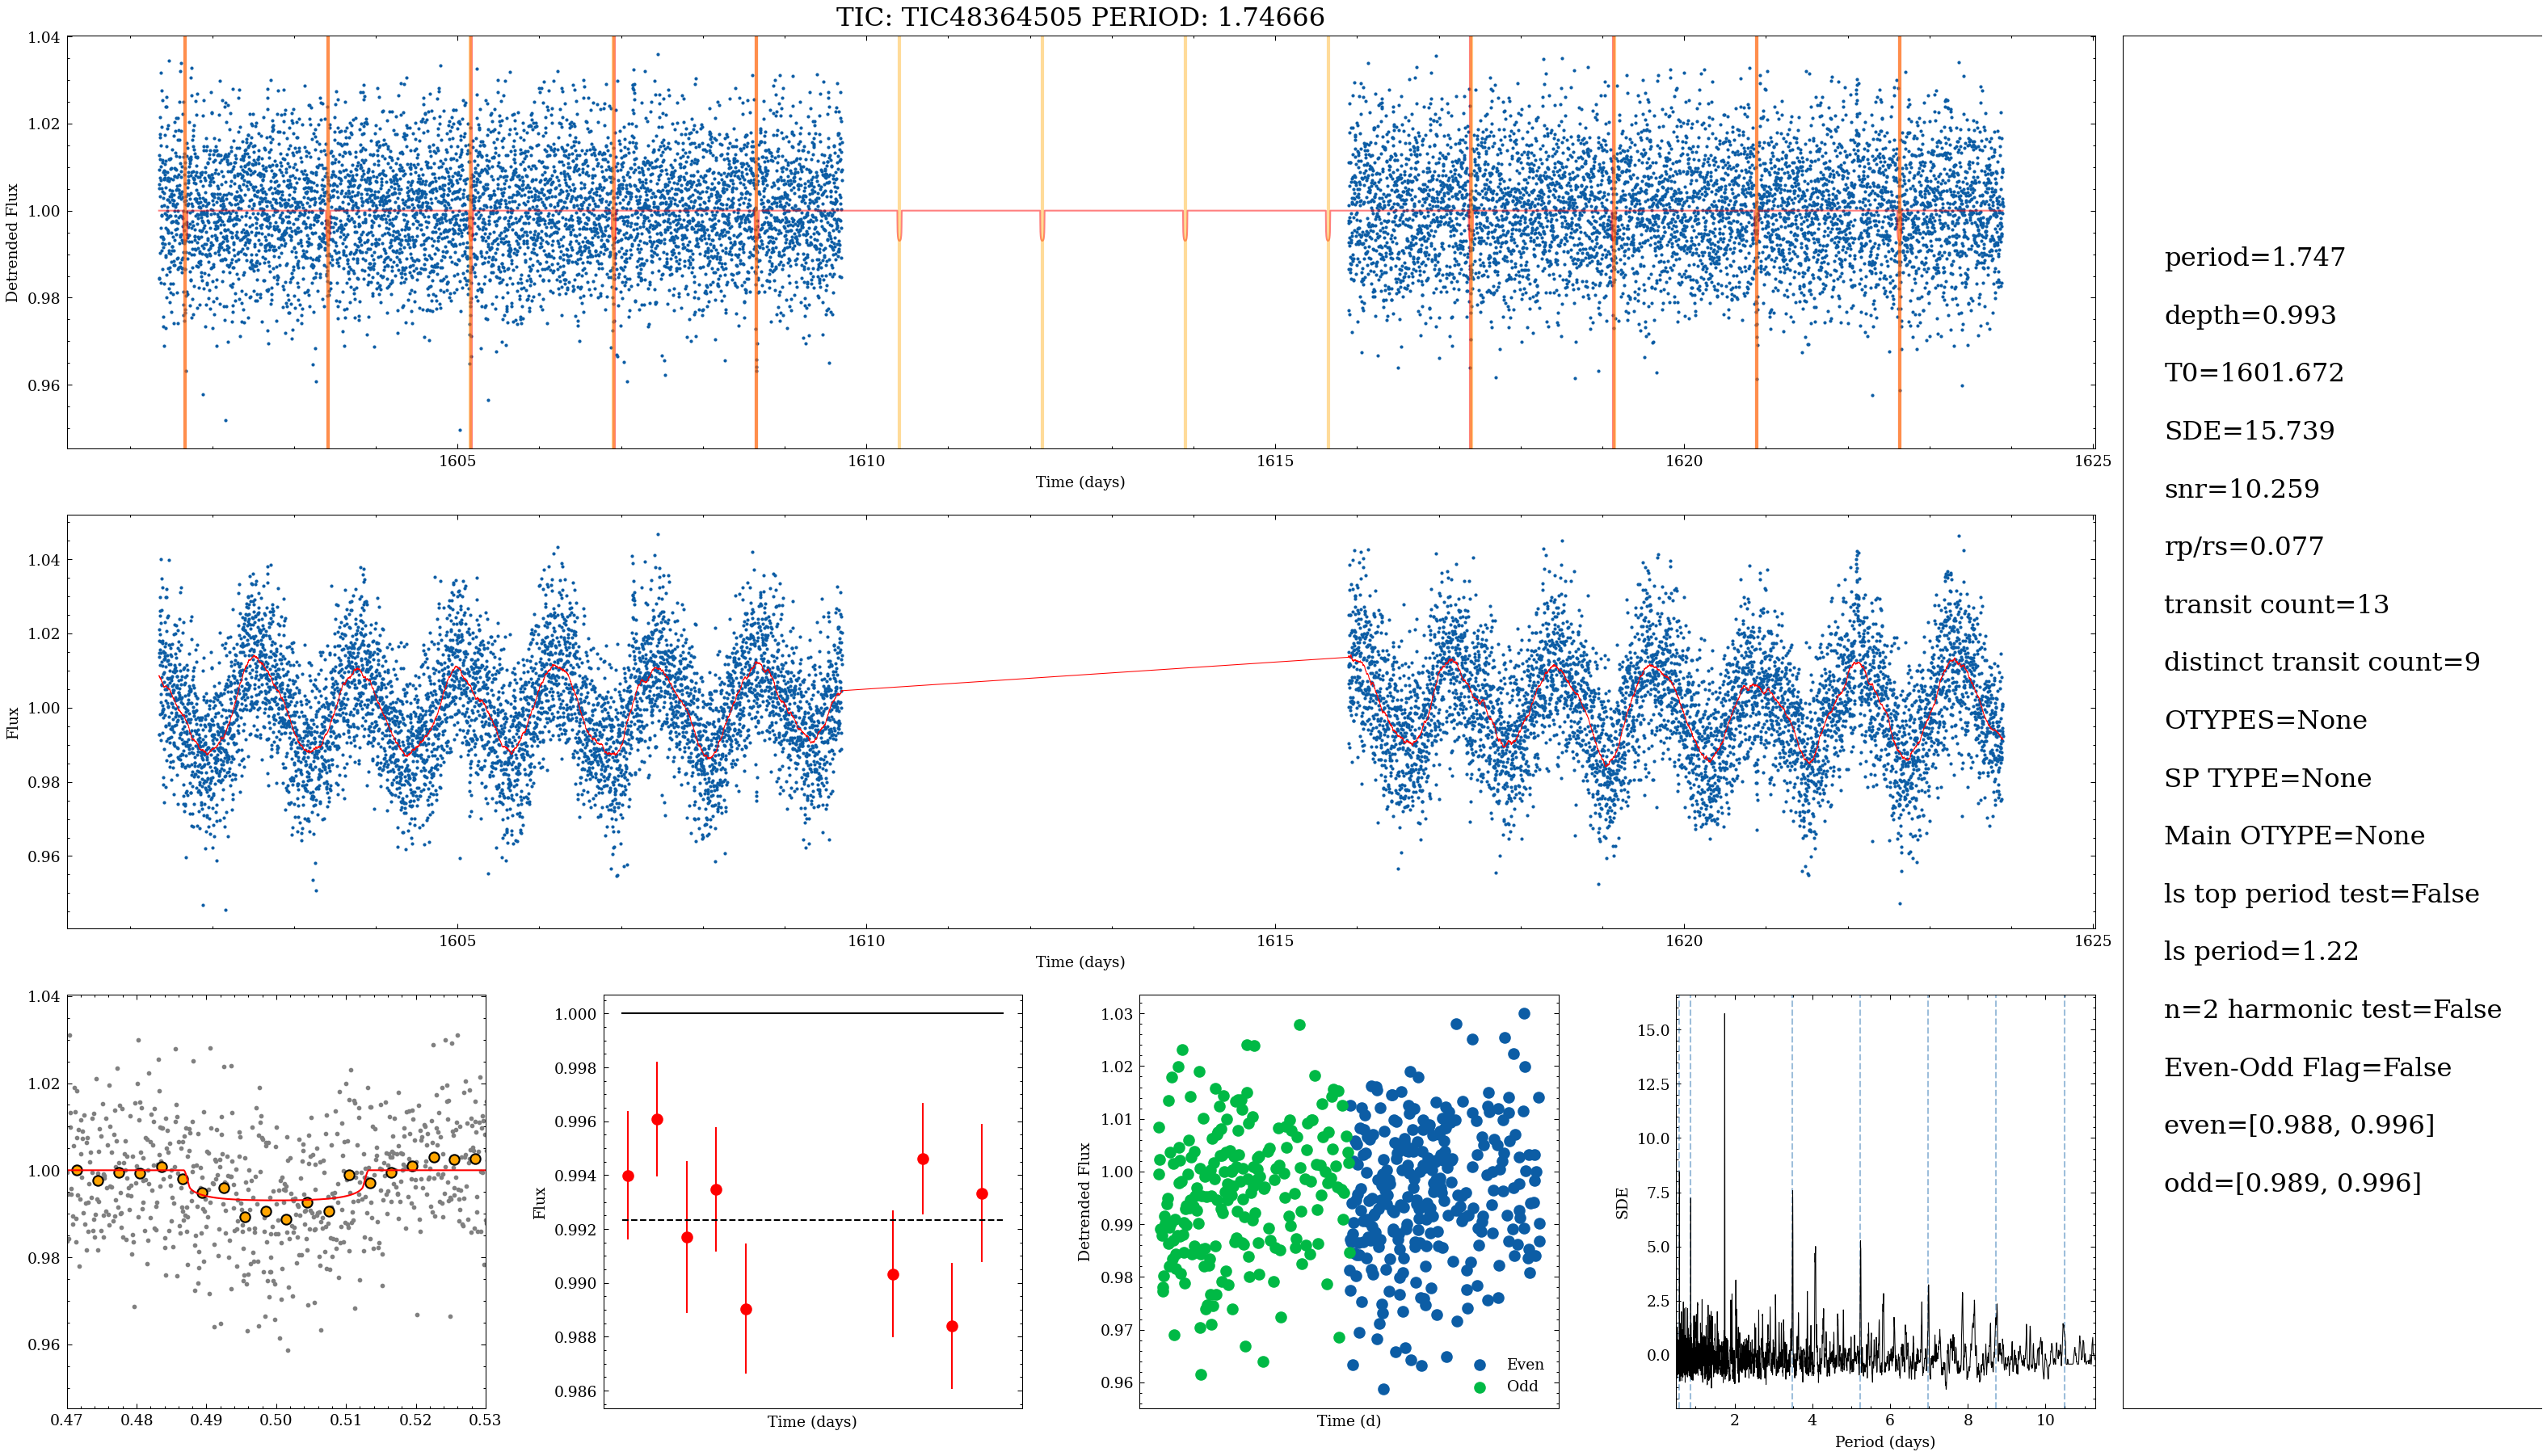 TIC: TIC48364505 PERIOD: 1.74666
1.04
1.02
1.00
0.98
0.96
Detrended Flux
1605
1610
1615
1620
1625
Time (days)
1.04
1.02
1.00
0.98
0.96
Flux
1605
1610
1615
1620
1625
Time (days)
1.04
1.02
1.00
0.98
0.96
0.47
0.48
0.49
0.50
0.51
0.52
0.53
1.000
0.998
0.996
0.994
0.992
0.990
0.988
0.986
Flux
Time (days)
1.03
1.02
1.01
1.00
0.99
0.98
0.97
0.96
Detrended Flux
Even
Odd
Time (d)
15.0
12.5
10.0
7.5
5.0
2.5
0.0
SDE
2
4
6
8
10
Period (days)
period=1.747
depth=0.993
T0=1601.672
SDE=15.739
snr=10.259
rp/rs=0.077
transit count=13
distinct transit count=9
OTYPES=None
SP TYPE=None
Main OTYPE=None
ls top period test=False
ls period=1.22
n=2 harmonic test=False
Even-Odd Flag=False
even=[0.988, 0.996]
odd=[0.989, 0.996]